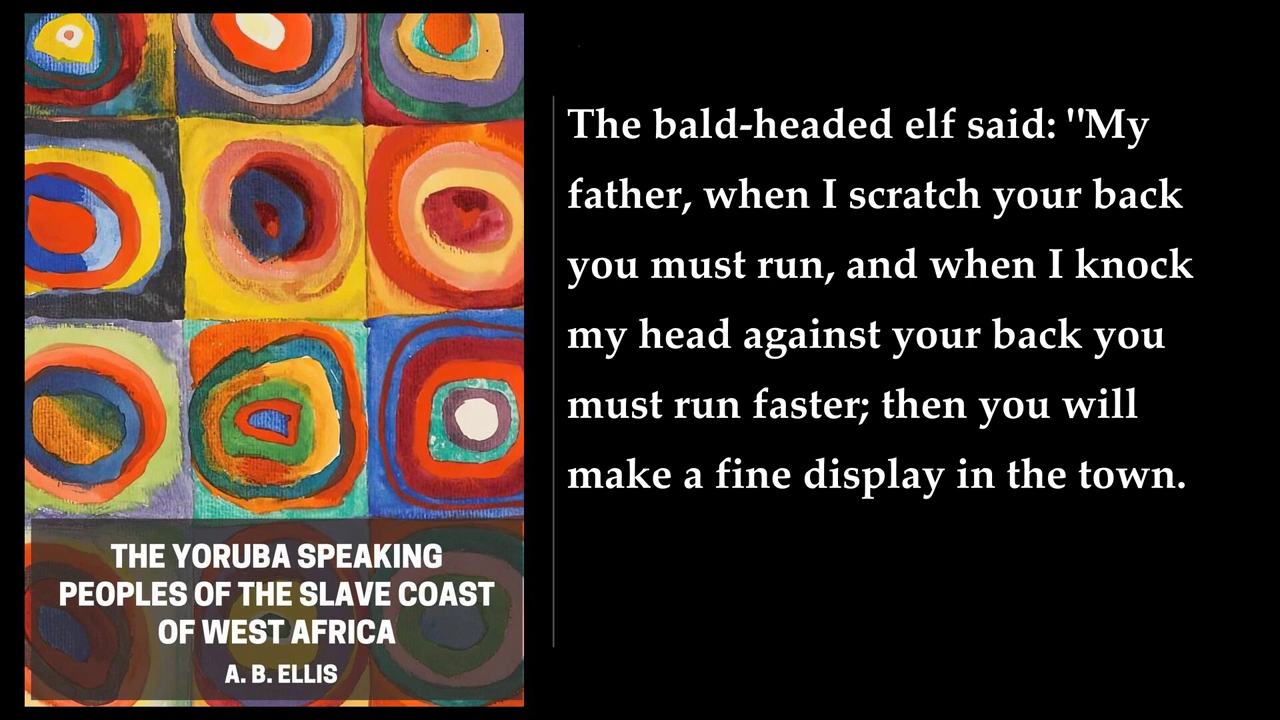 The bald-headed elf said: "My
father, when I scratch your back
you must run, and when I knock
my head against your back you
must run faster; then you will
make a fine display in the town.
THE YORUBA SPEAKING
PEOPLES OF THE SLAVE COAST
OF WEST AFRICA
A. B. ELLIS